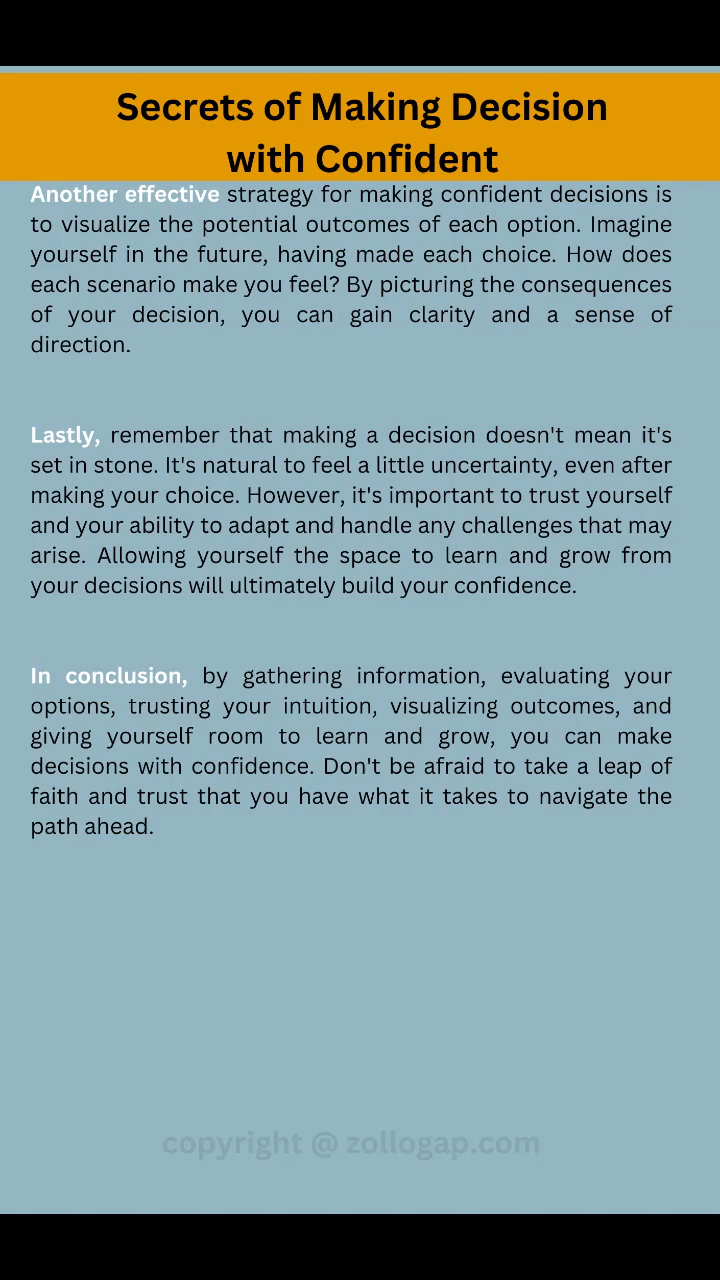 Secrets of Making Decision
with Confident
Another effective strategy for making confident decisions is
to visualize the potential outcomes of each option. Imagine
yourself in the future, having made each choice. How does
each scenario make you feel? By picturing the consequences
of your decision, you can gain clarity and a sense of
direction.
Lastly, remember that making a decision doesn't mean it's
set in stone. It's natural to feel a little uncertainty, even after
making your choice. However, it's important to trust yourself
and your ability to adapt and handle any challenges that may
arise. Allowing yourself the space to learn and grow from
your decisions will ultimately build your confidence.
In conclusion, by gathering information, evaluating your
options, trusting your intuition, visualizing outcomes, and
giving yourself room to learn and grow, you can make
decisions with confidence. Don't be afraid to take a leap of
faith and trust that you have what it takes to navigate the
path ahead.
copyright @ zollogap.com